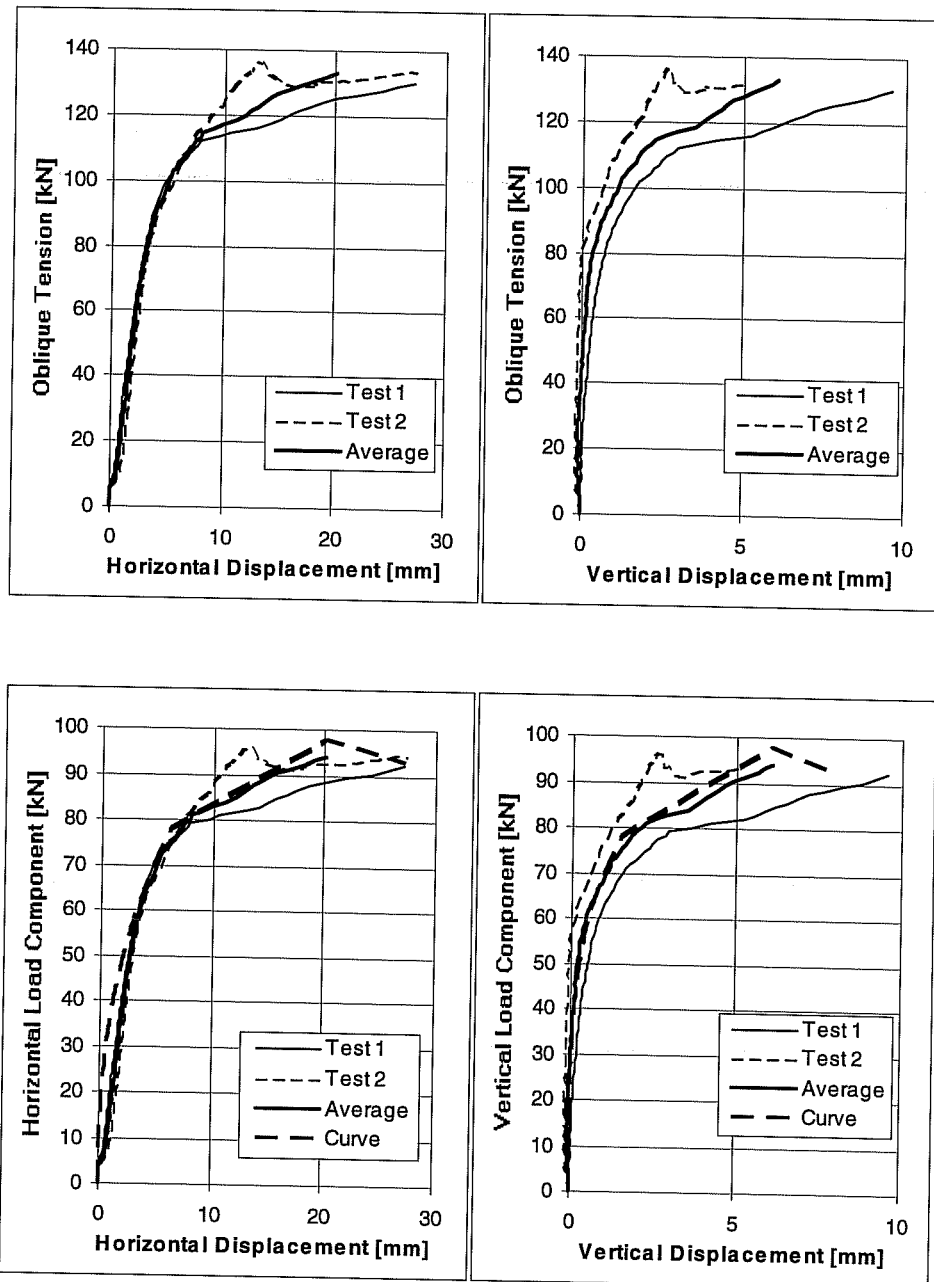 140
120
100
80
60
40
20
0
Oblique Tension [kN]
Test 1
Test 2
Average
0 10 20 30
Horizontal Displacement [mm]
140
120
100
80
60
40
20
0
Oblique Tension [kN]
Test 1
Test 2
Average
0 5 10
Vertical Displacement [mm]
100
90
80
70
60
50
40
30
20
10
0
Horizontal Load Component [kN]
Test 1
Test 2
Average
Curve
0 10 20 30
Horizontal Displacement [mm]
100
90
80
70
60
50
40
30
20
10
0
Vertical Load Component [kN]
Test 1
Test 2
Average
Curve
0 5 10
Vertical Displacement [mm]